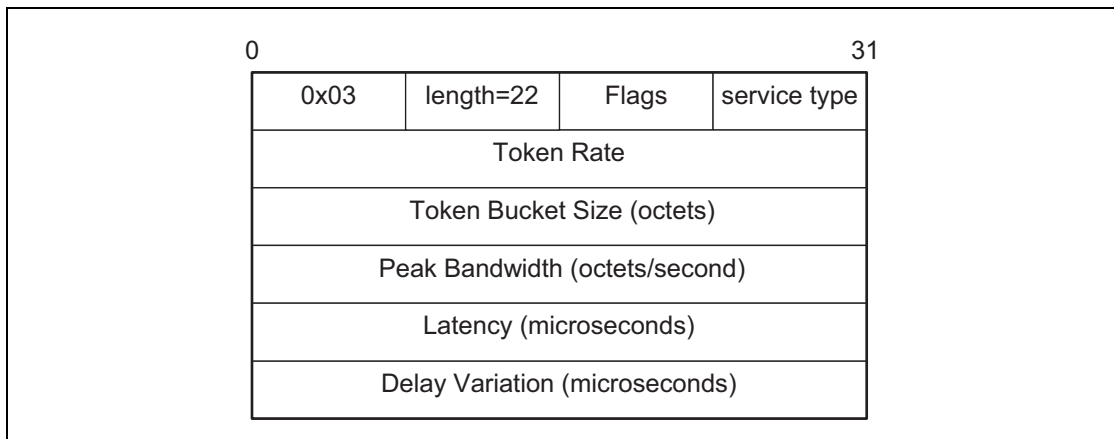 0 31
0x03 length=22 Flags service type
Token Rate
Token Bucket Size (octets)
Peak Bandwidth (octets/second)
Latency (microseconds)
Delay Variation (microseconds)